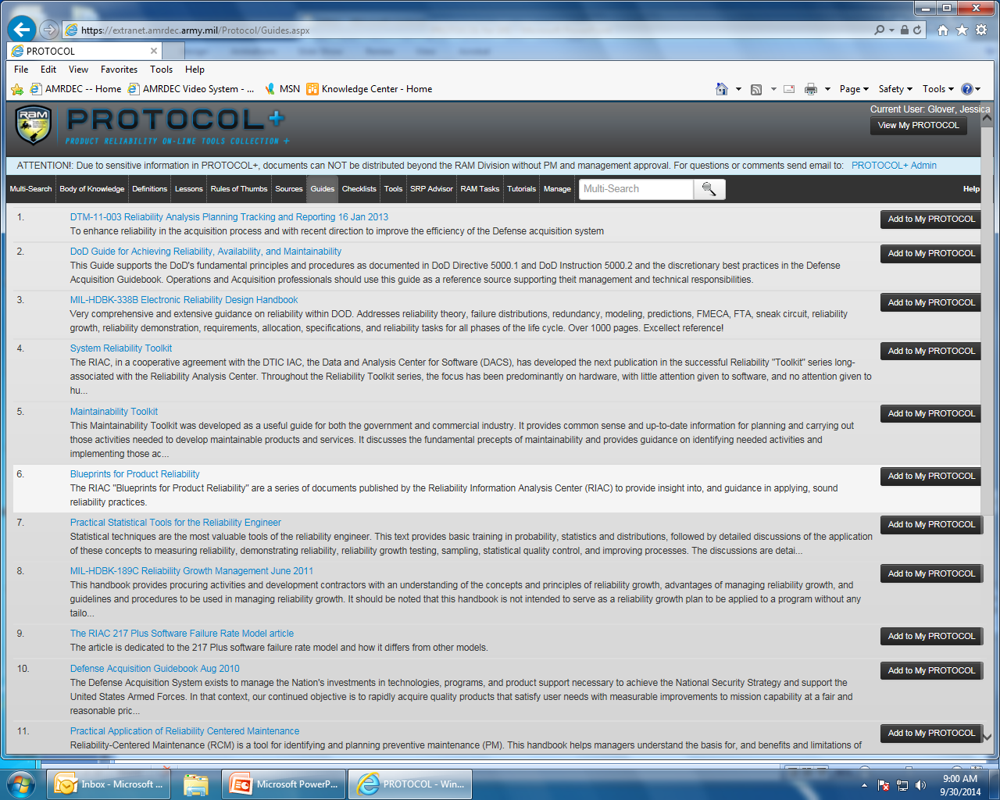 https://extranet.amrdec.army.mil/Protocol/Guides.aspx
PROTOCOL
File Edit View Favorites Tools Help
AMRDEC -- Home AMRDEC Video System - ... MSN Knowledge Center - Home Page Safety Tools
RAM PROTOCOL+
PRODUCT RELIABILITY ON-LINE TOOLS COLLECTION +
Current User: Glover, Jessica
View My PROTOCOL
ATTENTION!: Due to sensitive information in PROTOCOL+, documents can NOT be distributed beyond the RAM Division without PM and management approval. For questions or comments send email to: PROTOCOL+ Admin
Multi-Search Body of Knowledge Definitions Lessons Rules of Thumbs Sources Guides Checklists Tools SRP Advisor RAM Tasks Tutorials Manage Multi-Search Help
1. DTM-11-003 Reliability Analysis Planning Tracking and Reporting 16 Jan 2013 Add to My PROTOCOL
To enhance reliability in the acquisition process and with recent direction to improve the efficiency of the Defense acquisition system
2. DoD Guide for Achieving Reliability, Availability, and Maintainability Add to My PROTOCOL
This Guide supports the DoD's fundamental principles and procedures as documented in DoD Directive 5000.1 and DoD Instruction 5000.2 and the discretionary best practices in the Defense
Acquisition Guidebook. Operations and Acquisition professionals should use this guide as a reference source supporting theit management and technical responsibilities.
3. MIL-HDBK-338B Electronic Reliability Design Handbook Add to My PROTOCOL
Very comprehensive and extensive guidance on reliability within DOD. Addresses reliability theory, failure distributions, redundancy, modeling, predictions, FMECA, FTA, sneak circuit, reliability
growth, reliability demonstration, requirements, allocation, specifications, and reliability tasks for all phases of the life cycle. Over 1000 pages. Excellect reference!
4. System Reliability Toolkit Add to My PROTOCOL
The RIAC, in a cooperative agreement with the DTIC IAC, the Data and Analysis Center for Software (DACS), has developed the next publication in the successful Reliability "Toolkit" series long-
associated with the Reliability Analysis Center. Throughout the Reliability Toolkit series, the focus has been predominantly on hardware, with little attention given to software, and no attention given to
hu...
5. Maintainability Toolkit Add to My PROTOCOL
This Maintainability Toolkit was developed as a useful guide for both the government and commercial industry. It provides common sense and up-to-date information for planning and carrying out
those activities needed to develop maintainable products and services. It discusses the fundamental precepts of maintainability and provides guidance on identifying needed activities and
implementing those ac...
6. Blueprints for Product Reliability Add to My PROTOCOL
The RIAC "Blueprints for Product Reliability" are a series of documents published by the Reliability Information Analysis Center (RIAC) to provide insight into, and guidance in applying, sound
reliability practices.
7. Practical Statistical Tools for the Reliability Engineer Add to My PROTOCOL
Statistical techniques are the most valuable tools of the reliability engineer. This text provides basic training in probability, statistics and distributions, followed by detailed discussions of the application
of these concepts to measuring reliability, demonstrating reliability, reliability growth testing, sampling, statistical quality control, and improving processes. The discussions are detai...
8. MIL-HDBK-189C Reliability Growth Management June 2011 Add to My PROTOCOL
This handbook provides procuring activities and development contractors with an understanding of the concepts and principles of reliability growth, advantages of managing reliability growth, and
guidelines and procedures to be used in managing reliability growth. It should be noted that this handbook is not intended to serve as a reliability growth plan to be applied to a program without any
tailo...
9. The RIAC 217 Plus Software Failure Rate Model article Add to My PROTOCOL
The article is dedicated to the 217 Plus software failure rate model and how it differs from other models.
10. Defense Acquisition Guidebook Aug 2010 Add to My PROTOCOL
The Defense Acquisition System exists to manage the Nation's investments in technologies, programs, and product support necessary to achieve the National Security Strategy and support the
United States Armed Forces. In that context, our continued objective is to rapidly acquire quality products that satisfy user needs with measurable improvements to mission capability at a fair and
reasonable pric...
11. Practical Application of Reliability Centered Maintenance Add to My PROTOCOL
Reliability-Centered Maintenance (RCM) is a tool for identifying and planning preventive maintenance (PM). This handbook helps managers understand the basis for, and benefits and limitations of
Inbox - Microsoft ... Microsoft PowerP... PROTOCOL - Win... 9:00 AM
9/30/2014